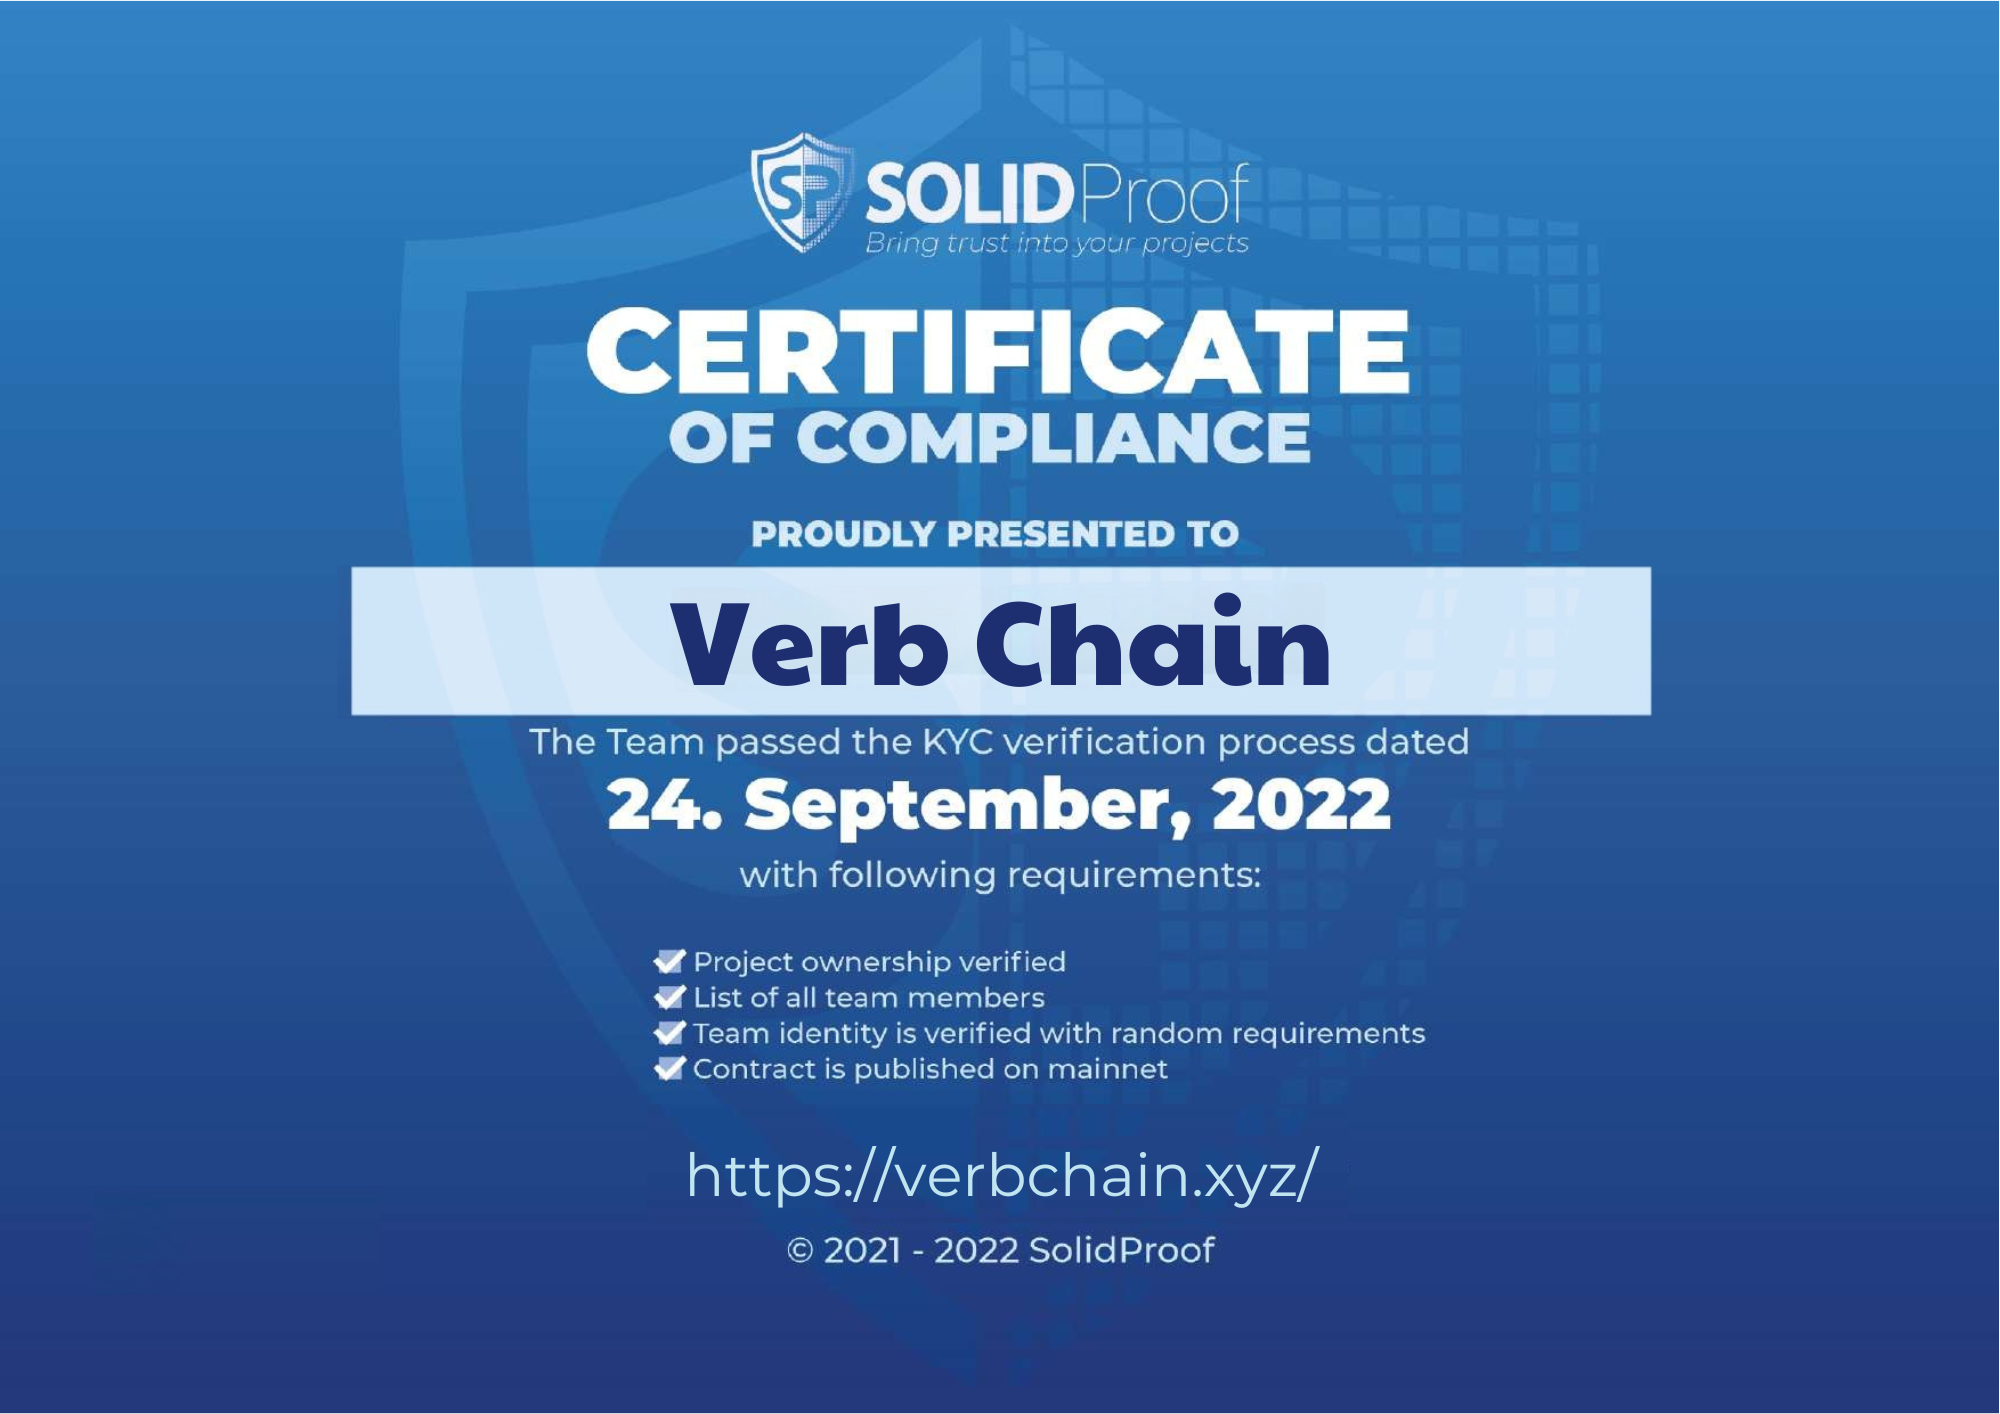 SP SOLIDProof
Bring trust into your projects
CERTIFICATE
OF COMPLIANCE
PROUDLY PRESENTED TO
Verb Chain
The Team passed the KYC verification process dated
24. September, 2022
with following requirements:
Project ownership verified
List of all team members
Team identity is verified with random requirements
Contract is published on mainnet
https://verbchain.xyz/
© 2021 - 2022 SolidProof